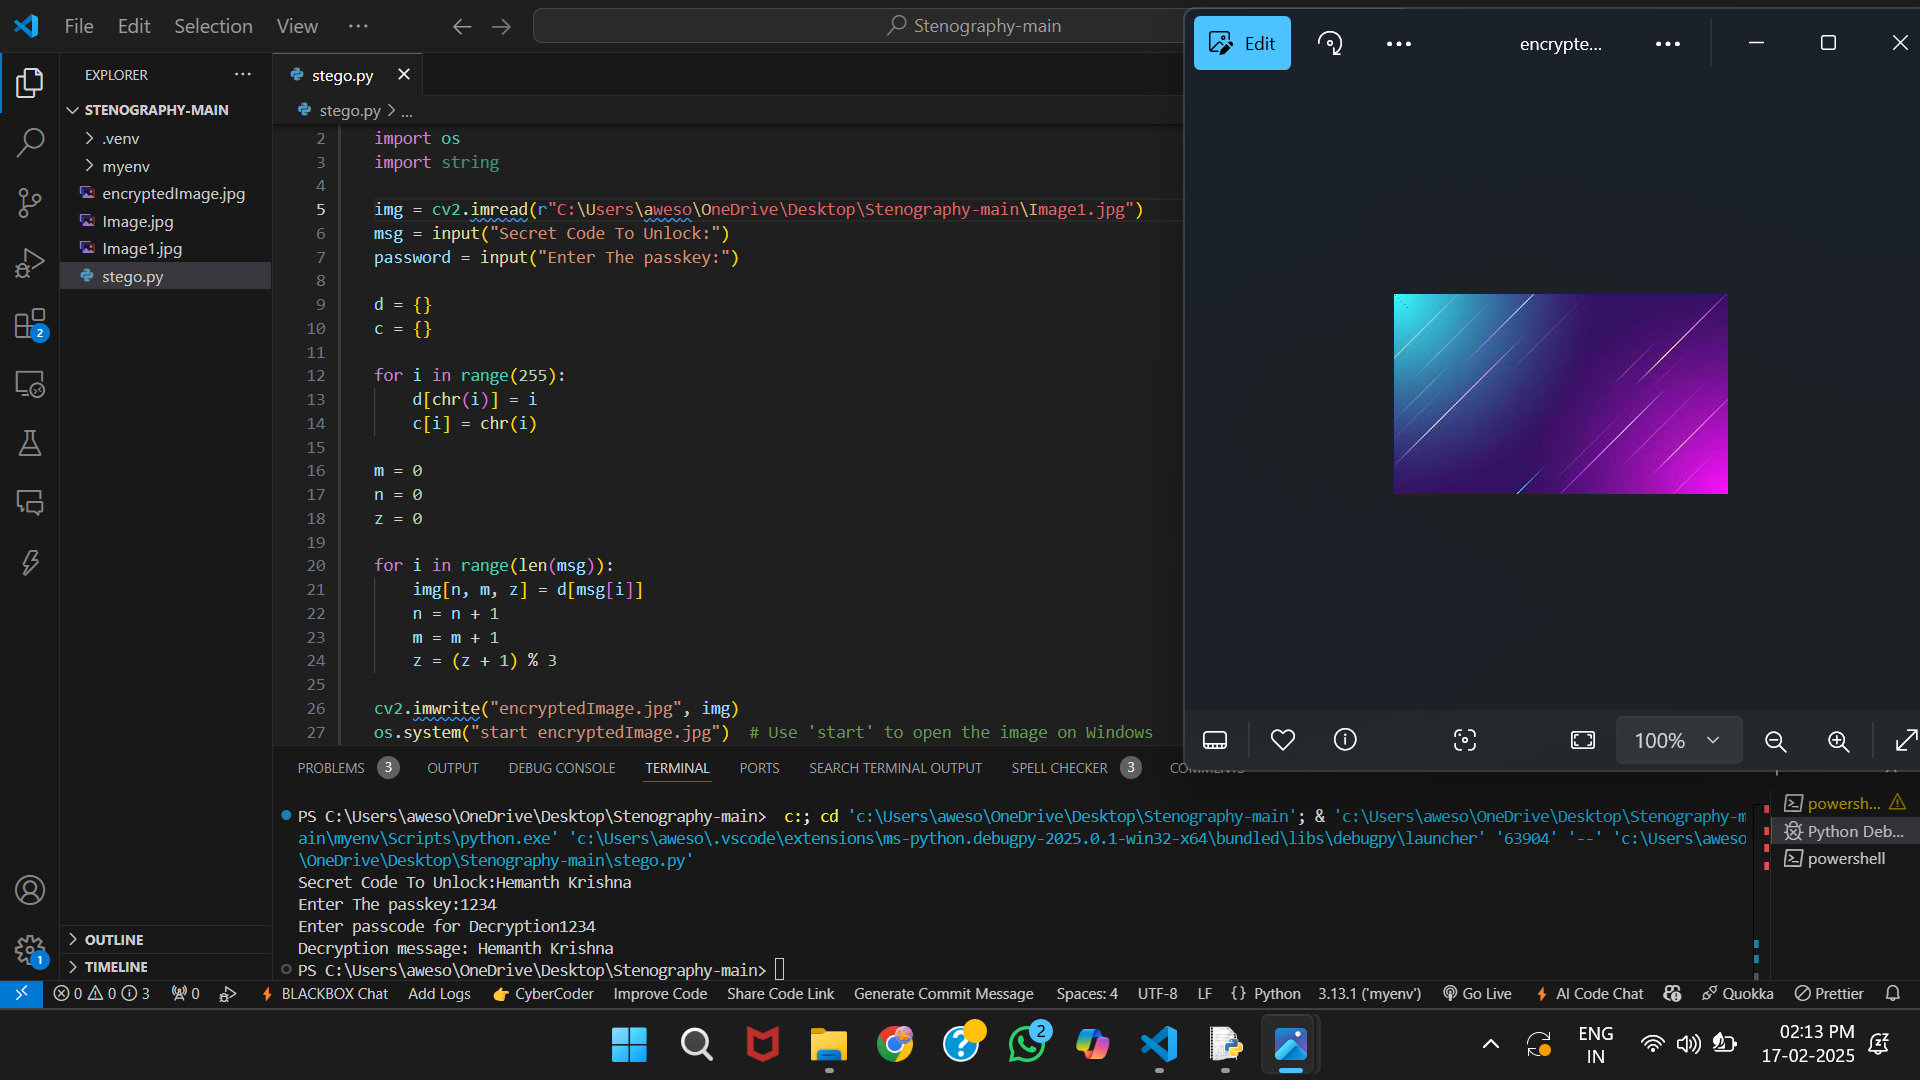 File Edit Selection View ...
Stenography-main
EXPLORER
STENOGRAPHY-MAIN
.venv
myenv
encryptedImage.jpg
Image.jpg
Image1.jpg
stego.py
OUTLINE
TIMELINE
stego.py
stego.py > ...
2 import os
3 import string
4
5 img = cv2.imread(r"C:\Users\aweso\OneDrive\Desktop\Stenography-main\Image1.jpg")
6 msg = input("Secret Code To Unlock:")
7 password = input("Enter The passkey:")
8
9 d = {}
10 c = {}
11
12 for i in range(255):
13 d[chr(i)] = i
14 c[i] = chr(i)
15
16 m = 0
17 n = 0
18 z = 0
19
20 for i in range(len(msg)):
21 img[n, m, z] = d[msg[i]]
22 n = n + 1
23 m = m + 1
24 z = (z + 1) % 3
25
26 cv2.imwrite("encryptedImage.jpg", img)
27 os.system("start encryptedImage.jpg") # Use 'start' to open the image on Windows
Edit
encrypte...
100%
PROBLEMS 3 OUTPUT DEBUG CONSOLE TERMINAL PORTS SEARCH TERMINAL OUTPUT SPELL CHECKER 3
PS C:\Users\aweso\OneDrive\Desktop\Stenography-main> c:; cd 'c:\Users\aweso\OneDrive\Desktop\Stenography-main'; & 'c:\Users\aweso\OneDrive\Desktop\Stenography-m
ain\myenv\Scripts\python.exe' 'c:\Users\aweso\.vscode\extensions\ms-python.debugpy-2025.0.1-win32-x64\bundled\libs\debugpy\launcher' '63904' '--' 'c:\Users\aweso
\OneDrive\Desktop\Stenography-main\stego.py'
Secret Code To Unlock:Hemanth Krishna
Enter The passkey:1234
Enter passcode for Decryption1234
Decryption message: Hemanth Krishna
PS C:\Users\aweso\OneDrive\Desktop\Stenography-main>
powersh...
Python Deb...
powershell
2
1
0 0 3 0 BLACKBOX Chat Add Logs CyberCoder Improve Code Share Code Link Generate Commit Message Spaces: 4 UTF-8 LF {} Python 3.13.1 ('myenv') Go Live AI Code Chat Quokka Prettier
2
ENG
IN
02:13 PM
17-02-2025